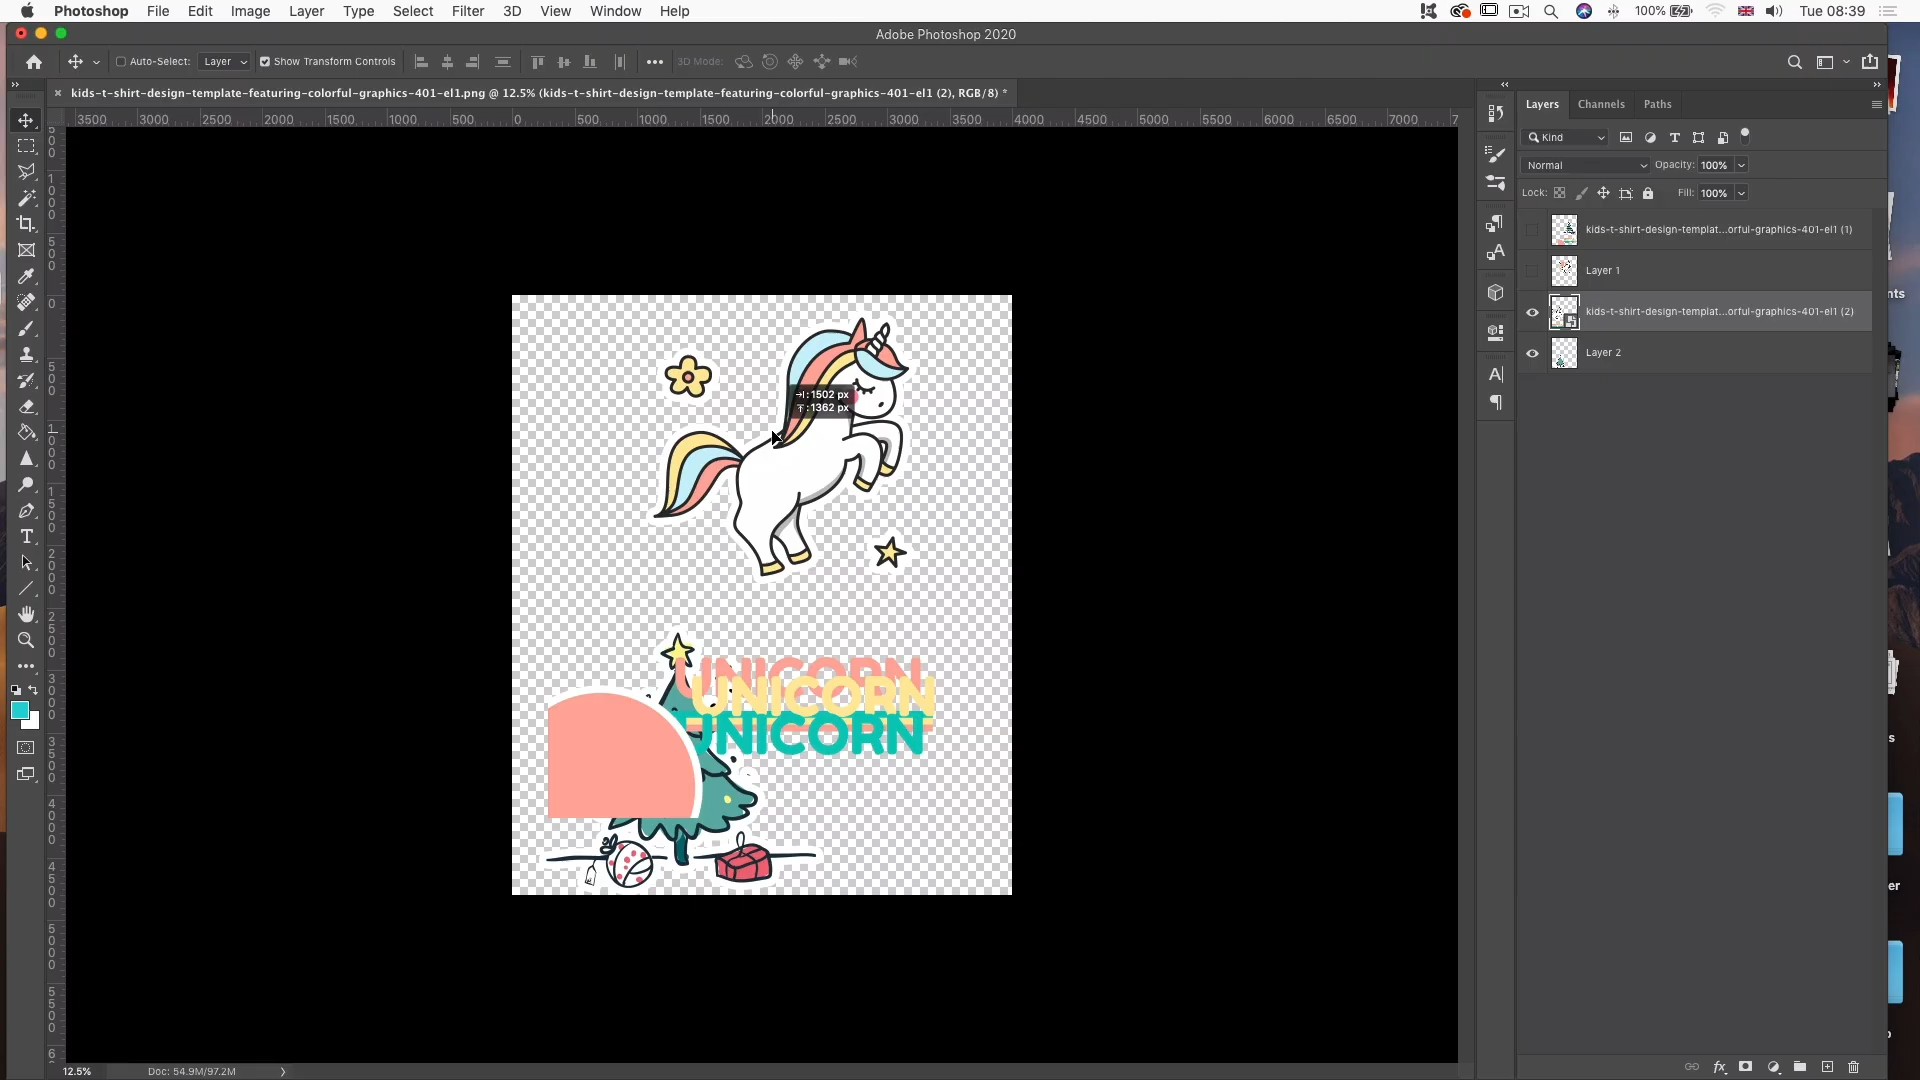 Photoshop File Edit Image Layer Type Select Filter 3D View Window Help 100% Tue 08:39
Adobe Photoshop 2020
Auto-Select: Layer Show Transform Controls 3D Mode:
kids-t-shirt-design-template-featuring-colorful-graphics-401-el1.png @ 12.5% (kids-t-shirt-design-template-featuring-colorful-graphics-401-el1 (2), RGB/8) *
3500 3000 2500 2000 1500 1000 500 0 500 1000 1500 2000 2500 3000 3500 4000 4500 5000 5500 6000 6500 7000 7
Layers Channels Paths
Kind
Normal Opacity: 100%
Lock: Fill: 100%
kids-t-shirt-design-templat...orful-graphics-401-el1 (1)
Layer 1
kids-t-shirt-design-templat...orful-graphics-401-el1 (2)
Layer 2
: 1502 px
: 1362 px
UNICORN
UNICORN
UNICORN
nts
s
er
12.5% Doc: 54.9M/97.2M